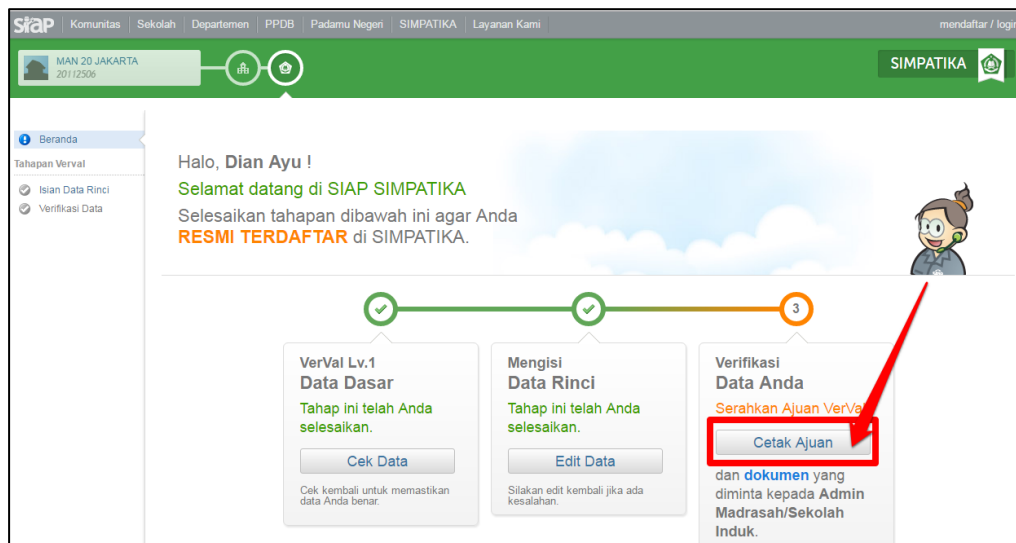 siap Komunitas Sekolah Departemen PPDB Padamu Negeri SIMPATIKA Layanan Kami mendaftar / login
MAN 20 JAKARTA
20112506
SIMPATIKA
Beranda
Tahapan Verval
Isian Data Rinci
Verifikasi Data
Halo, Dian Ayu !
Selamat datang di SIAP SIMPATIKA
Selesaikan tahapan dibawah ini agar Anda
RESMI TERDAFTAR di SIMPATIKA.
3
VerVal Lv.1
Data Dasar
Tahap ini telah Anda
selesaikan.
Cek Data
Cek kembali untuk memastikan
data Anda benar.
Mengisi
Data Rinci
Tahap ini telah Anda
selesaikan.
Edit Data
Silakan edit kembali jika ada
kesalahan.
Verifikasi
Data Anda
Serahkan Ajuan VerVal
Cetak Ajuan
dan dokumen yang
diminta kepada Admin
Madrasah/Sekolah
Induk.